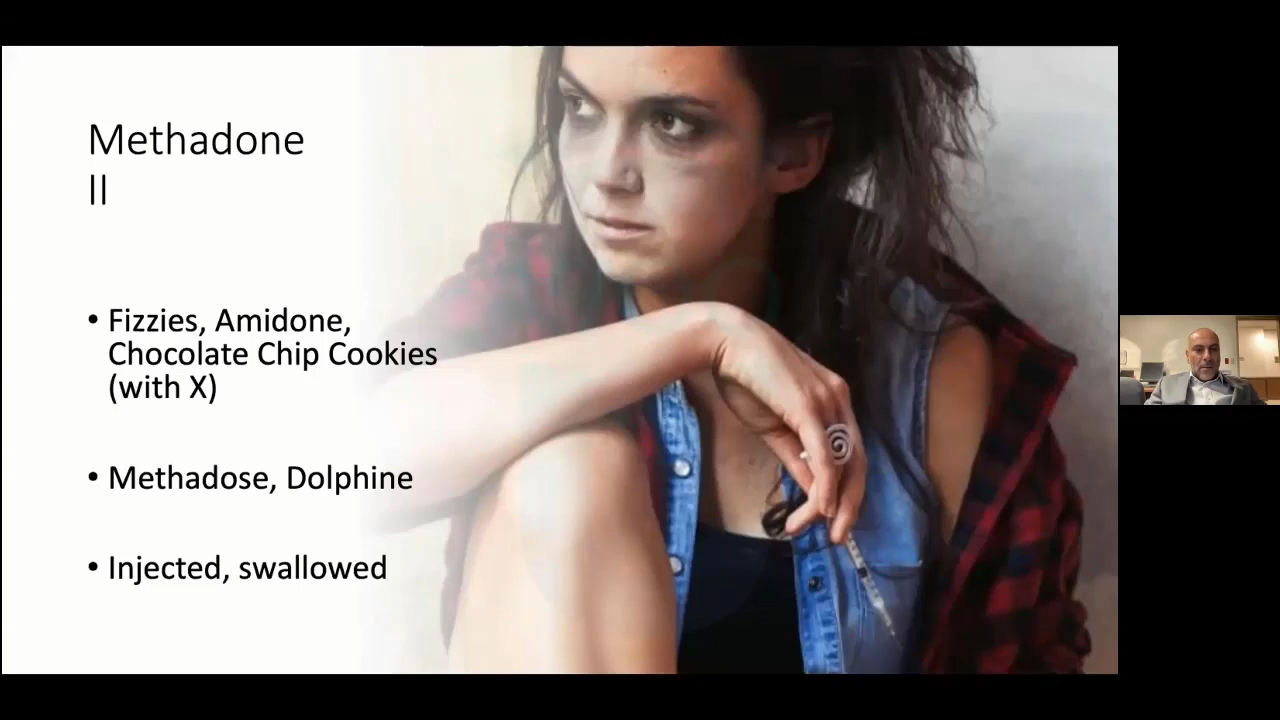 Methadone
II
• Fizzies, Amidone,
Chocolate Chip Cookies
(with X)
• Methadose, Dolphine
• Injected, swallowed